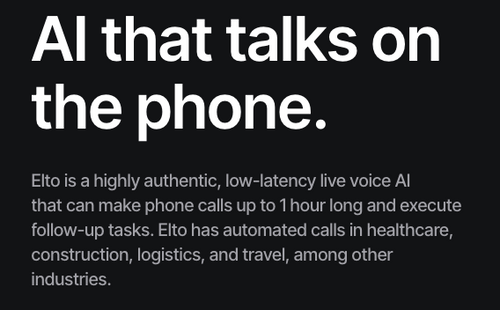 AI that talks on
the phone.
Elto is a highly authentic, low-latency live voice AI
that can make phone calls up to 1 hour long and execute
follow-up tasks. Elto has automated calls in healthcare,
construction, logistics, and travel, among other
industries.